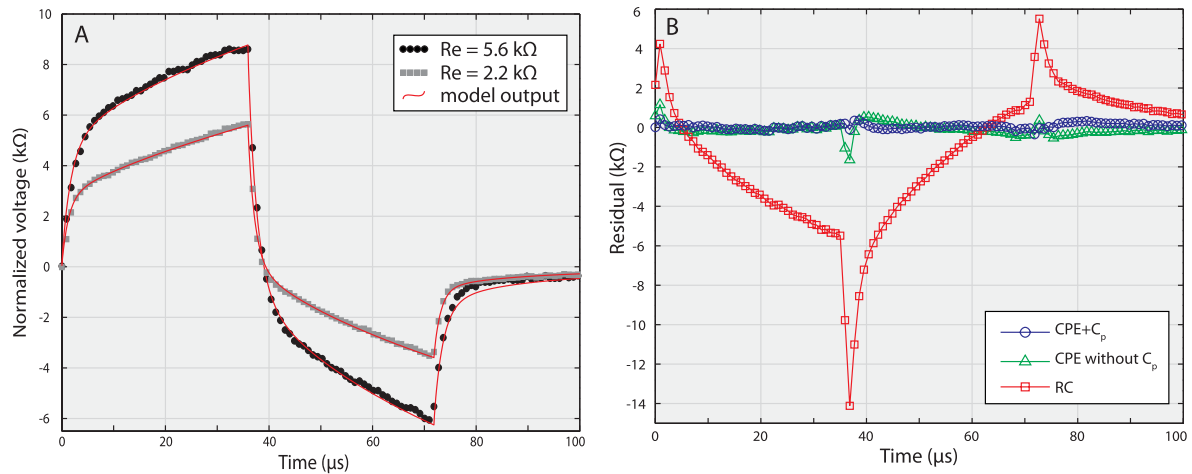 A
Re = 5.6 kΩ
Re = 2.2 kΩ
model output
Normalized voltage (kΩ)
10
8
6
4
2
0
-2
-4
-6
0
20
40
60
80
100
Time (µs)
B
CPE+Cp
CPE without Cp
RC
Residual (kΩ)
6
4
2
0
-2
-4
-6
-8
-10
-12
-14
0
20
40
60
80
100
Time (µs)